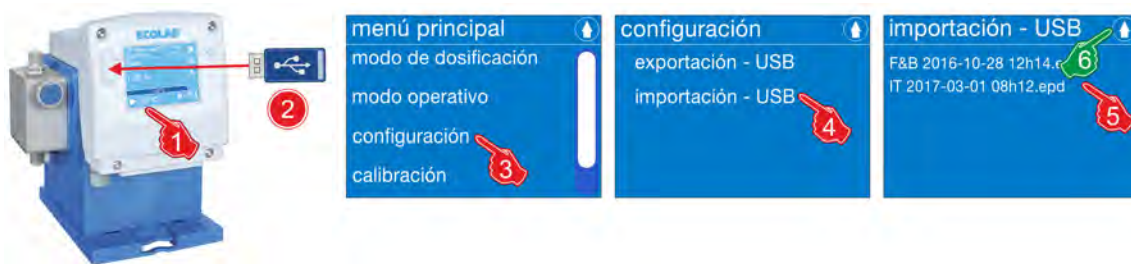 ECOLAB
1
2
menú principal
modo de dosificación
modo operativo
configuración
3
calibración
configuración
exportación - USB
importación - USB
4
importación - USB
6
F&B 2016-10-28 12h14.e
IT 2017-03-01 08h12.epd
5